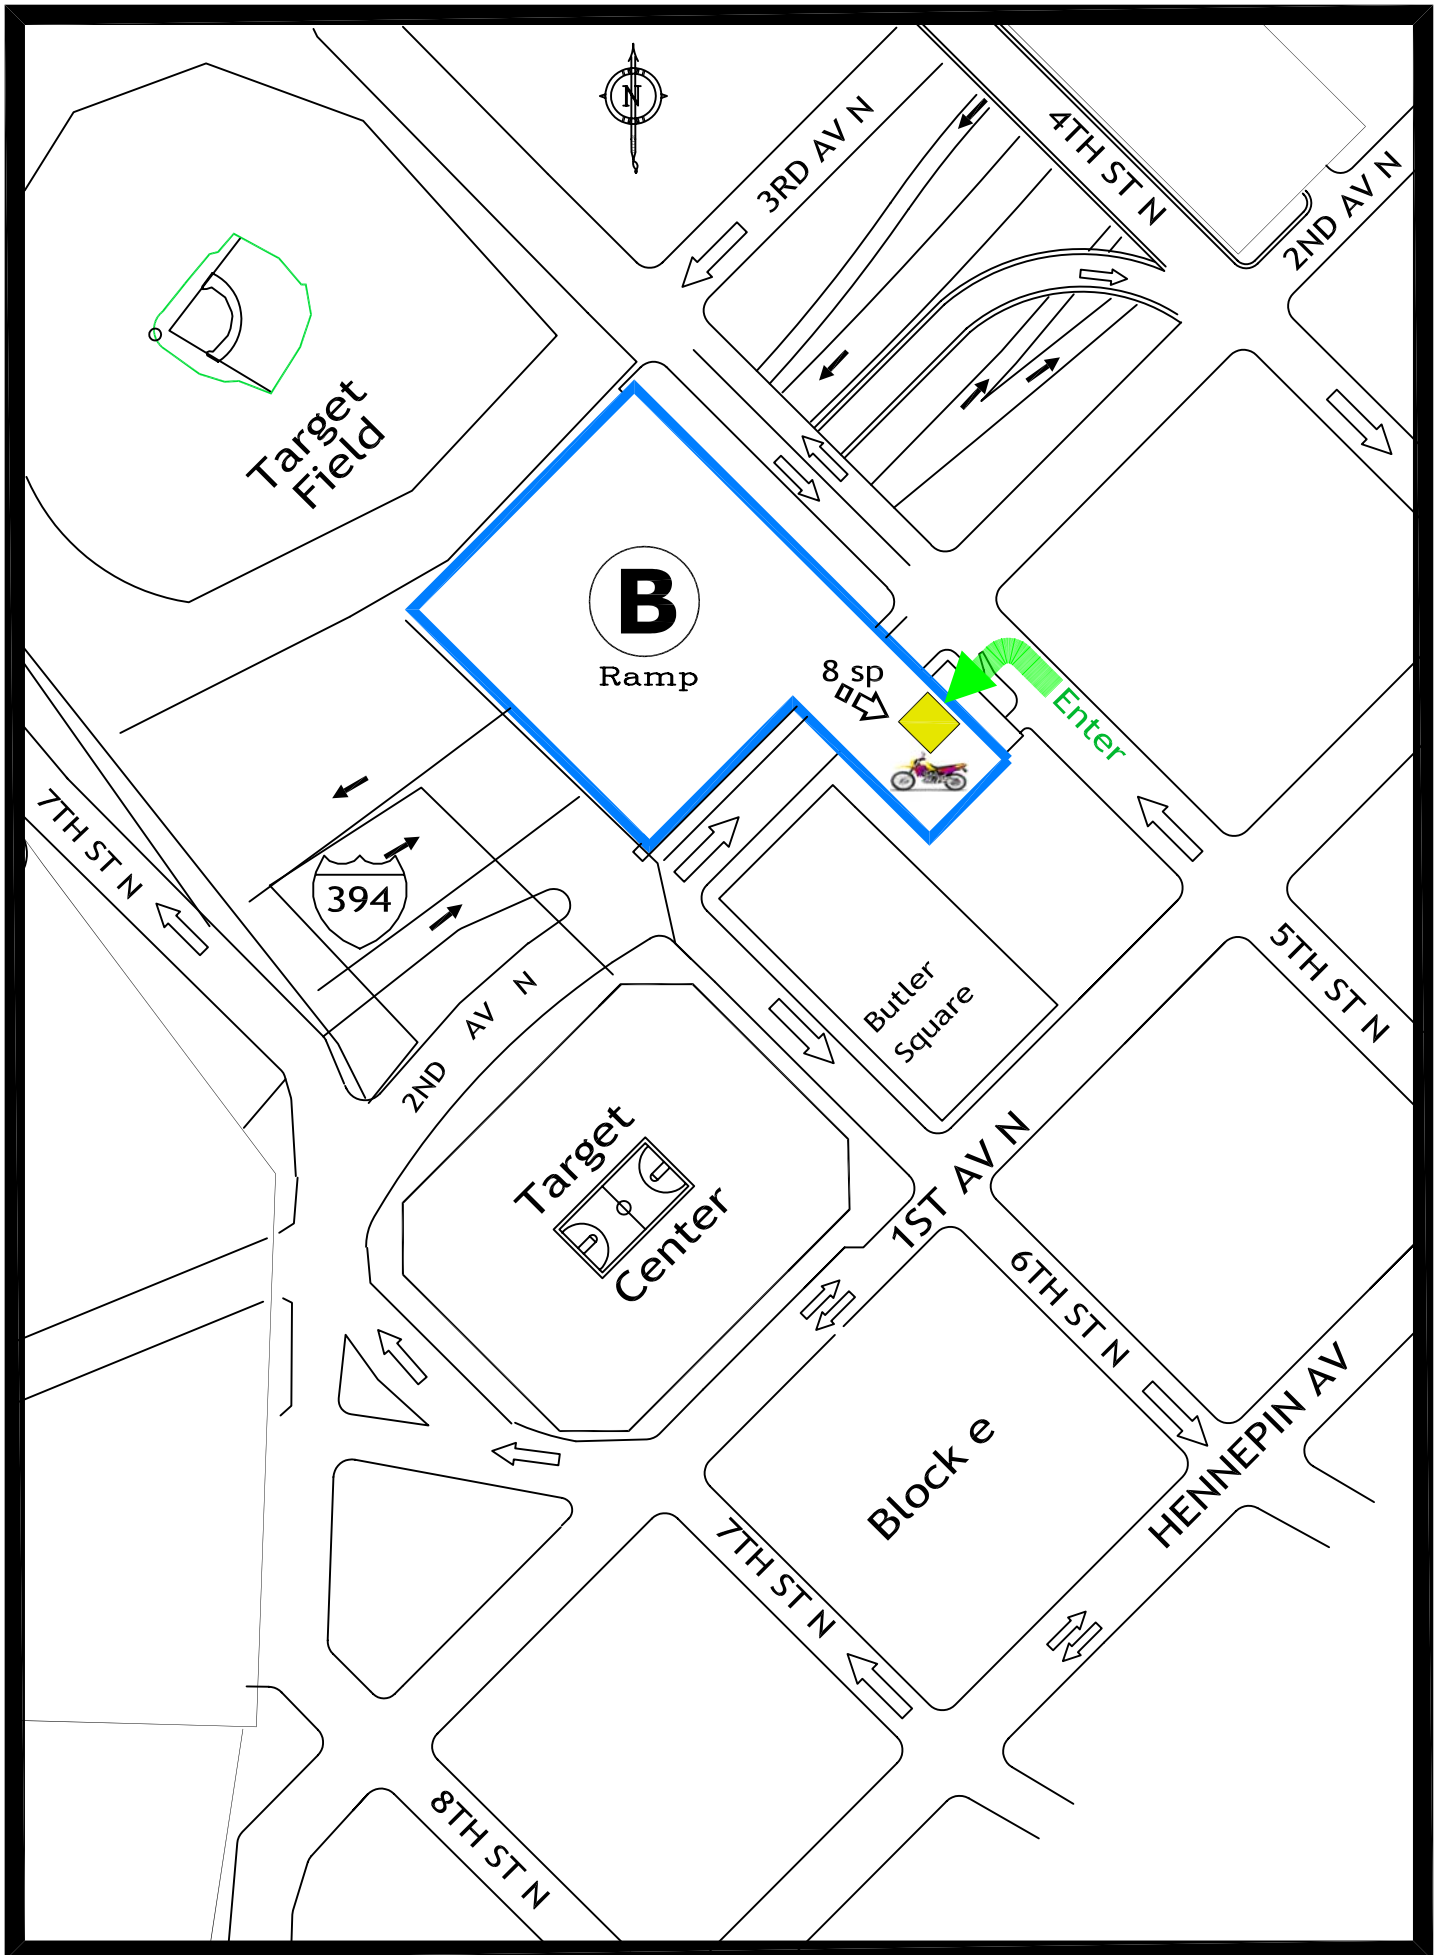 N
3RD AV N
4TH ST N
2ND AV N
Target
Field
B
Ramp
8 sp
Enter
7TH ST N
394
2ND AV N
Butler
Square
5TH ST N
Target
Center
1ST AV N
6TH ST N
HENNEPIN AV
Block e
7TH ST N
8TH ST N